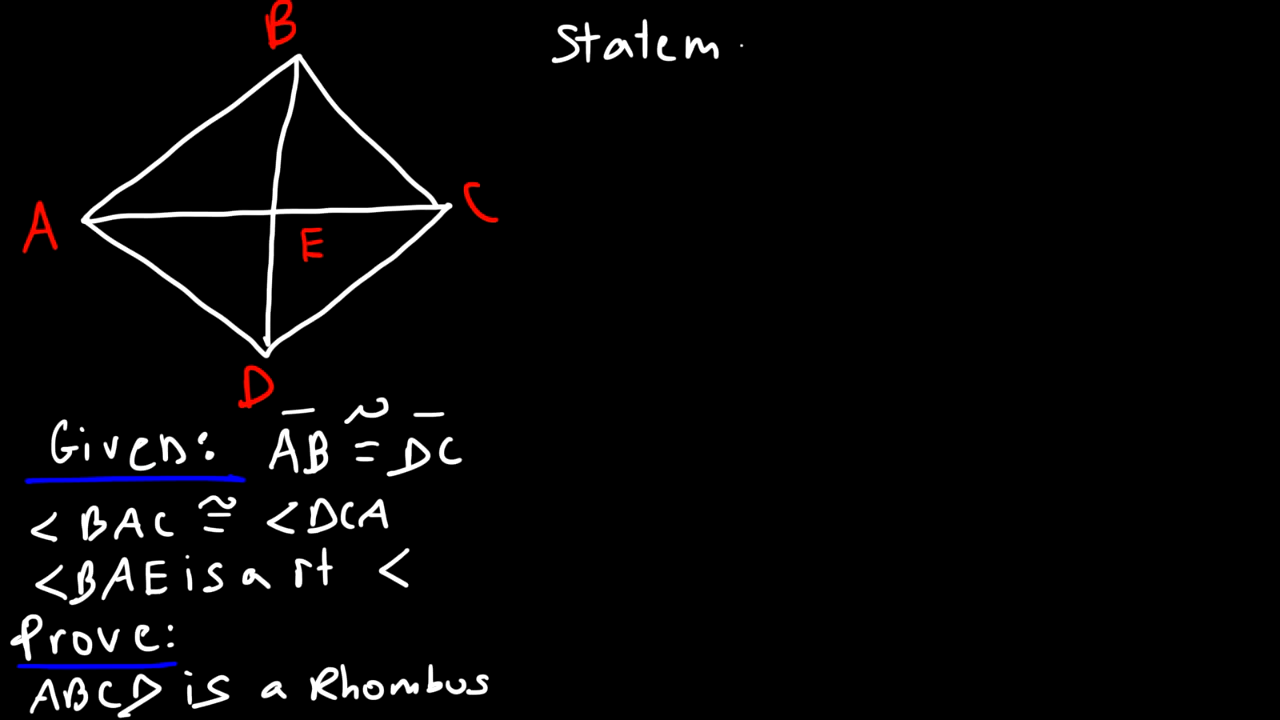 B
Statem
A
C
E
D
Given: AB ≅ DC
< BAC ≅ < DCA
< BAE is a rt <
Prove:
ABCD is a Rhombus